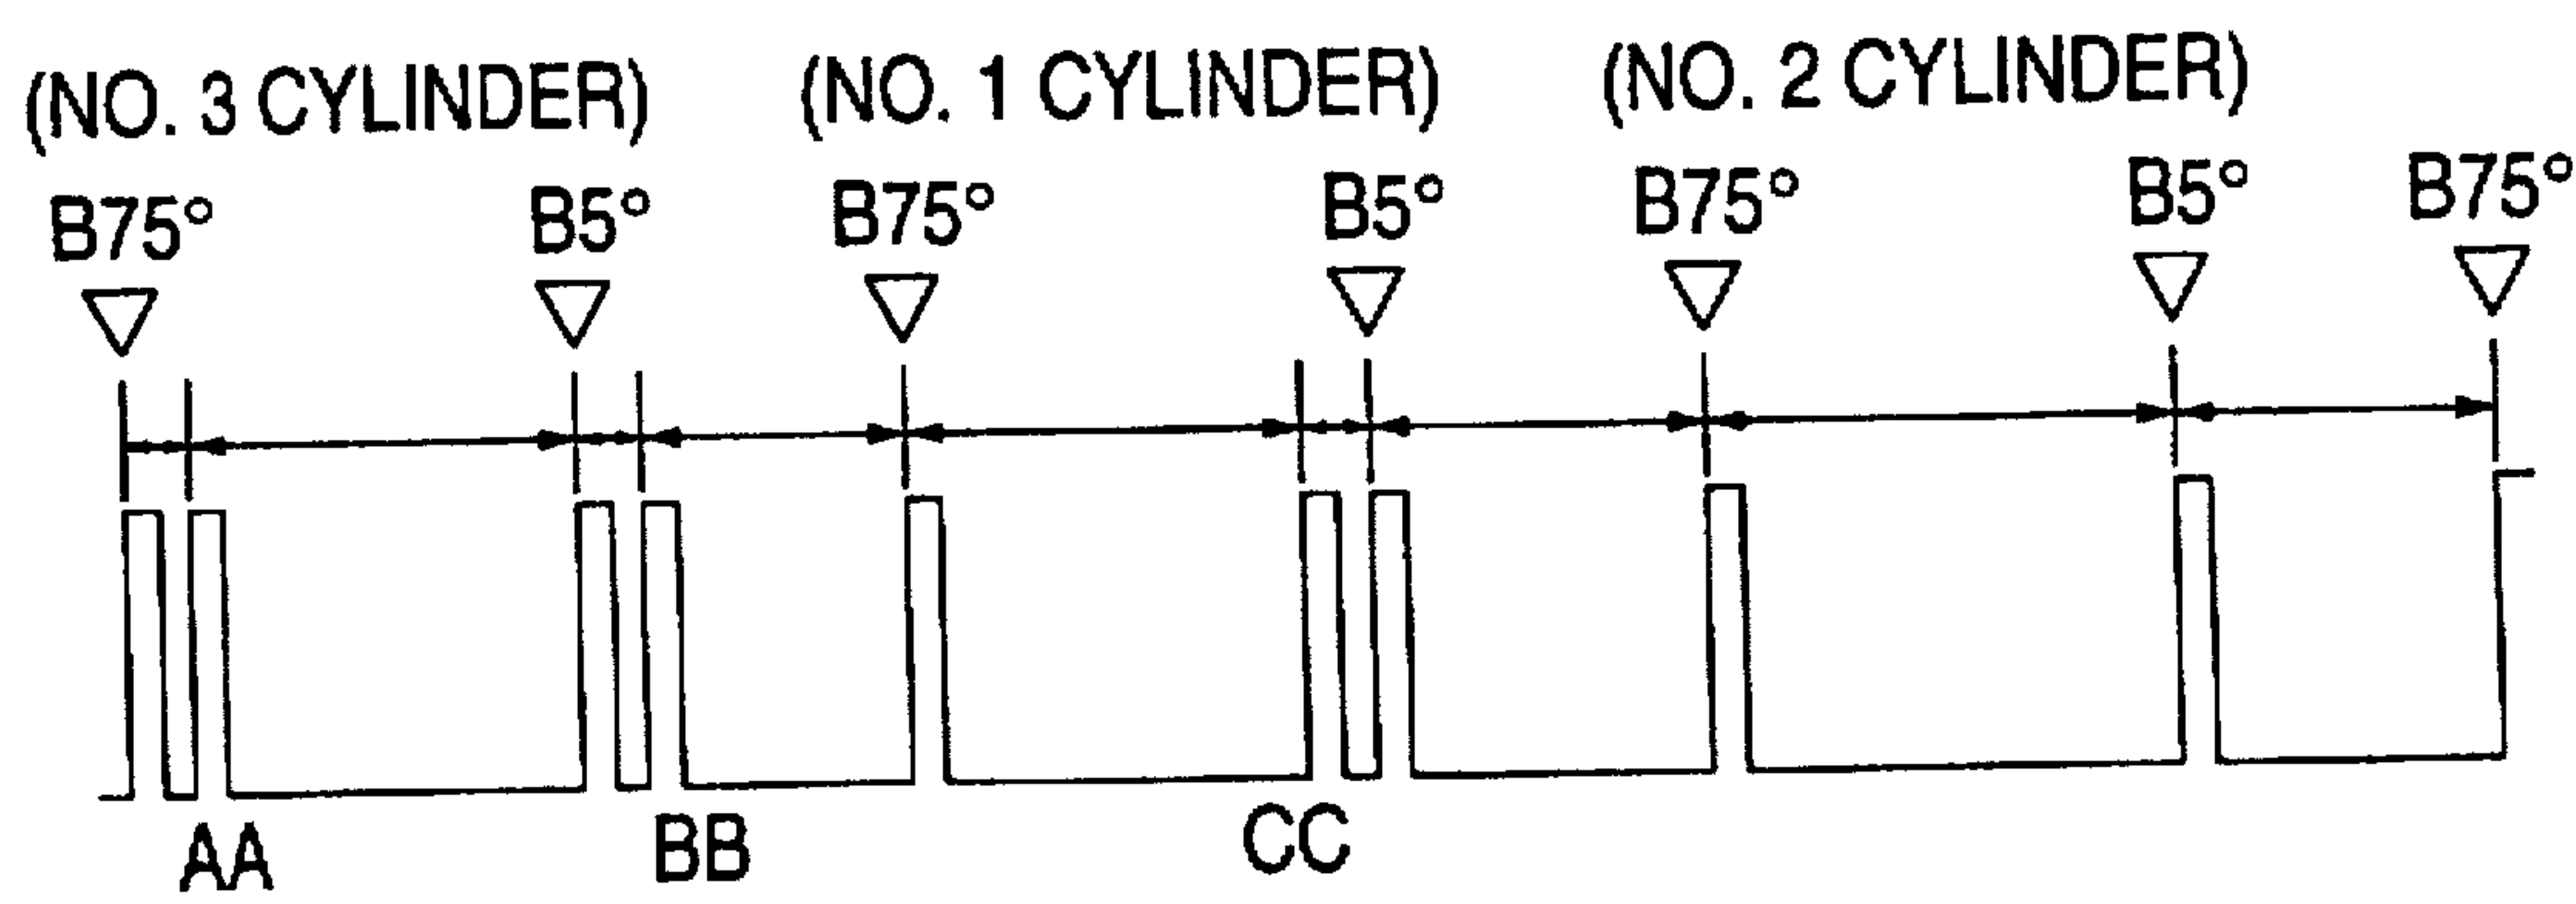 (NO. 3 CYLINDER) (NO. 1 CYLINDER) (NO. 2 CYLINDER)
B75° B5° B75° B5° B75° B5° B75°
AA BB CC